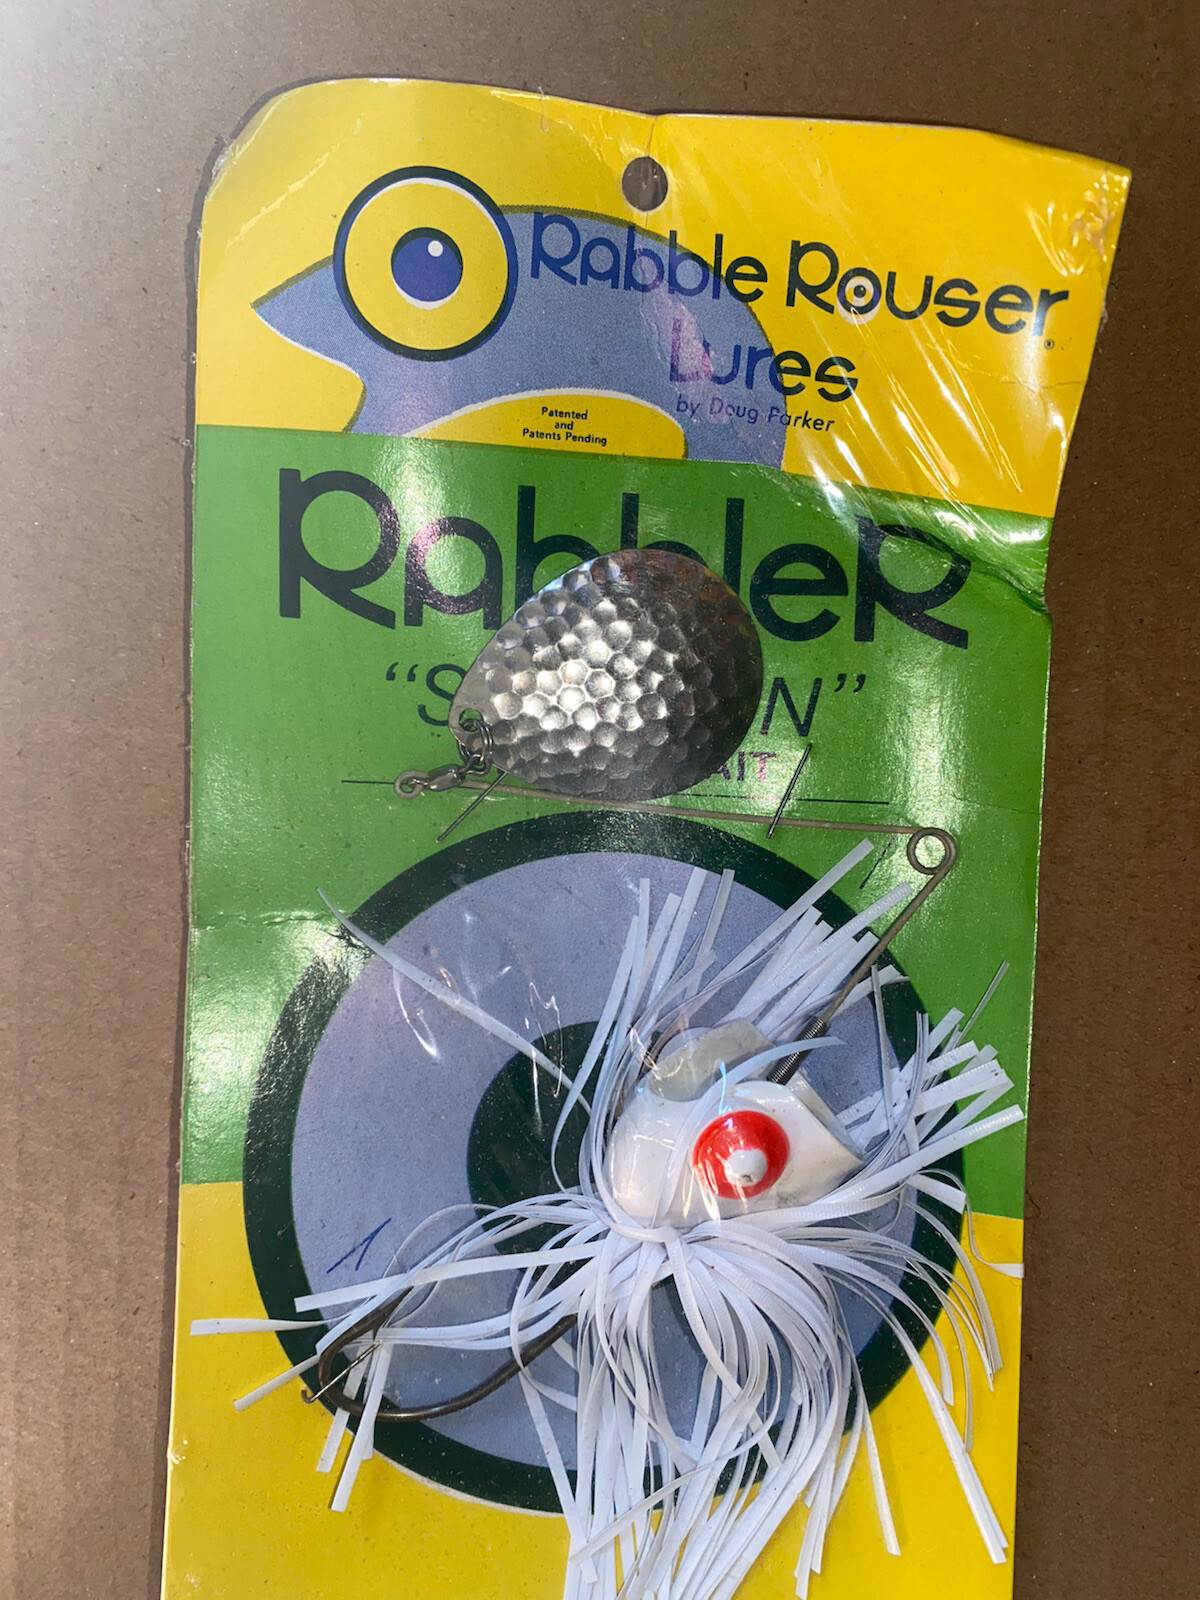 Rabble Rouser
Lures
by Doug Parker
Patented
and
Patents Pending
RabbleR